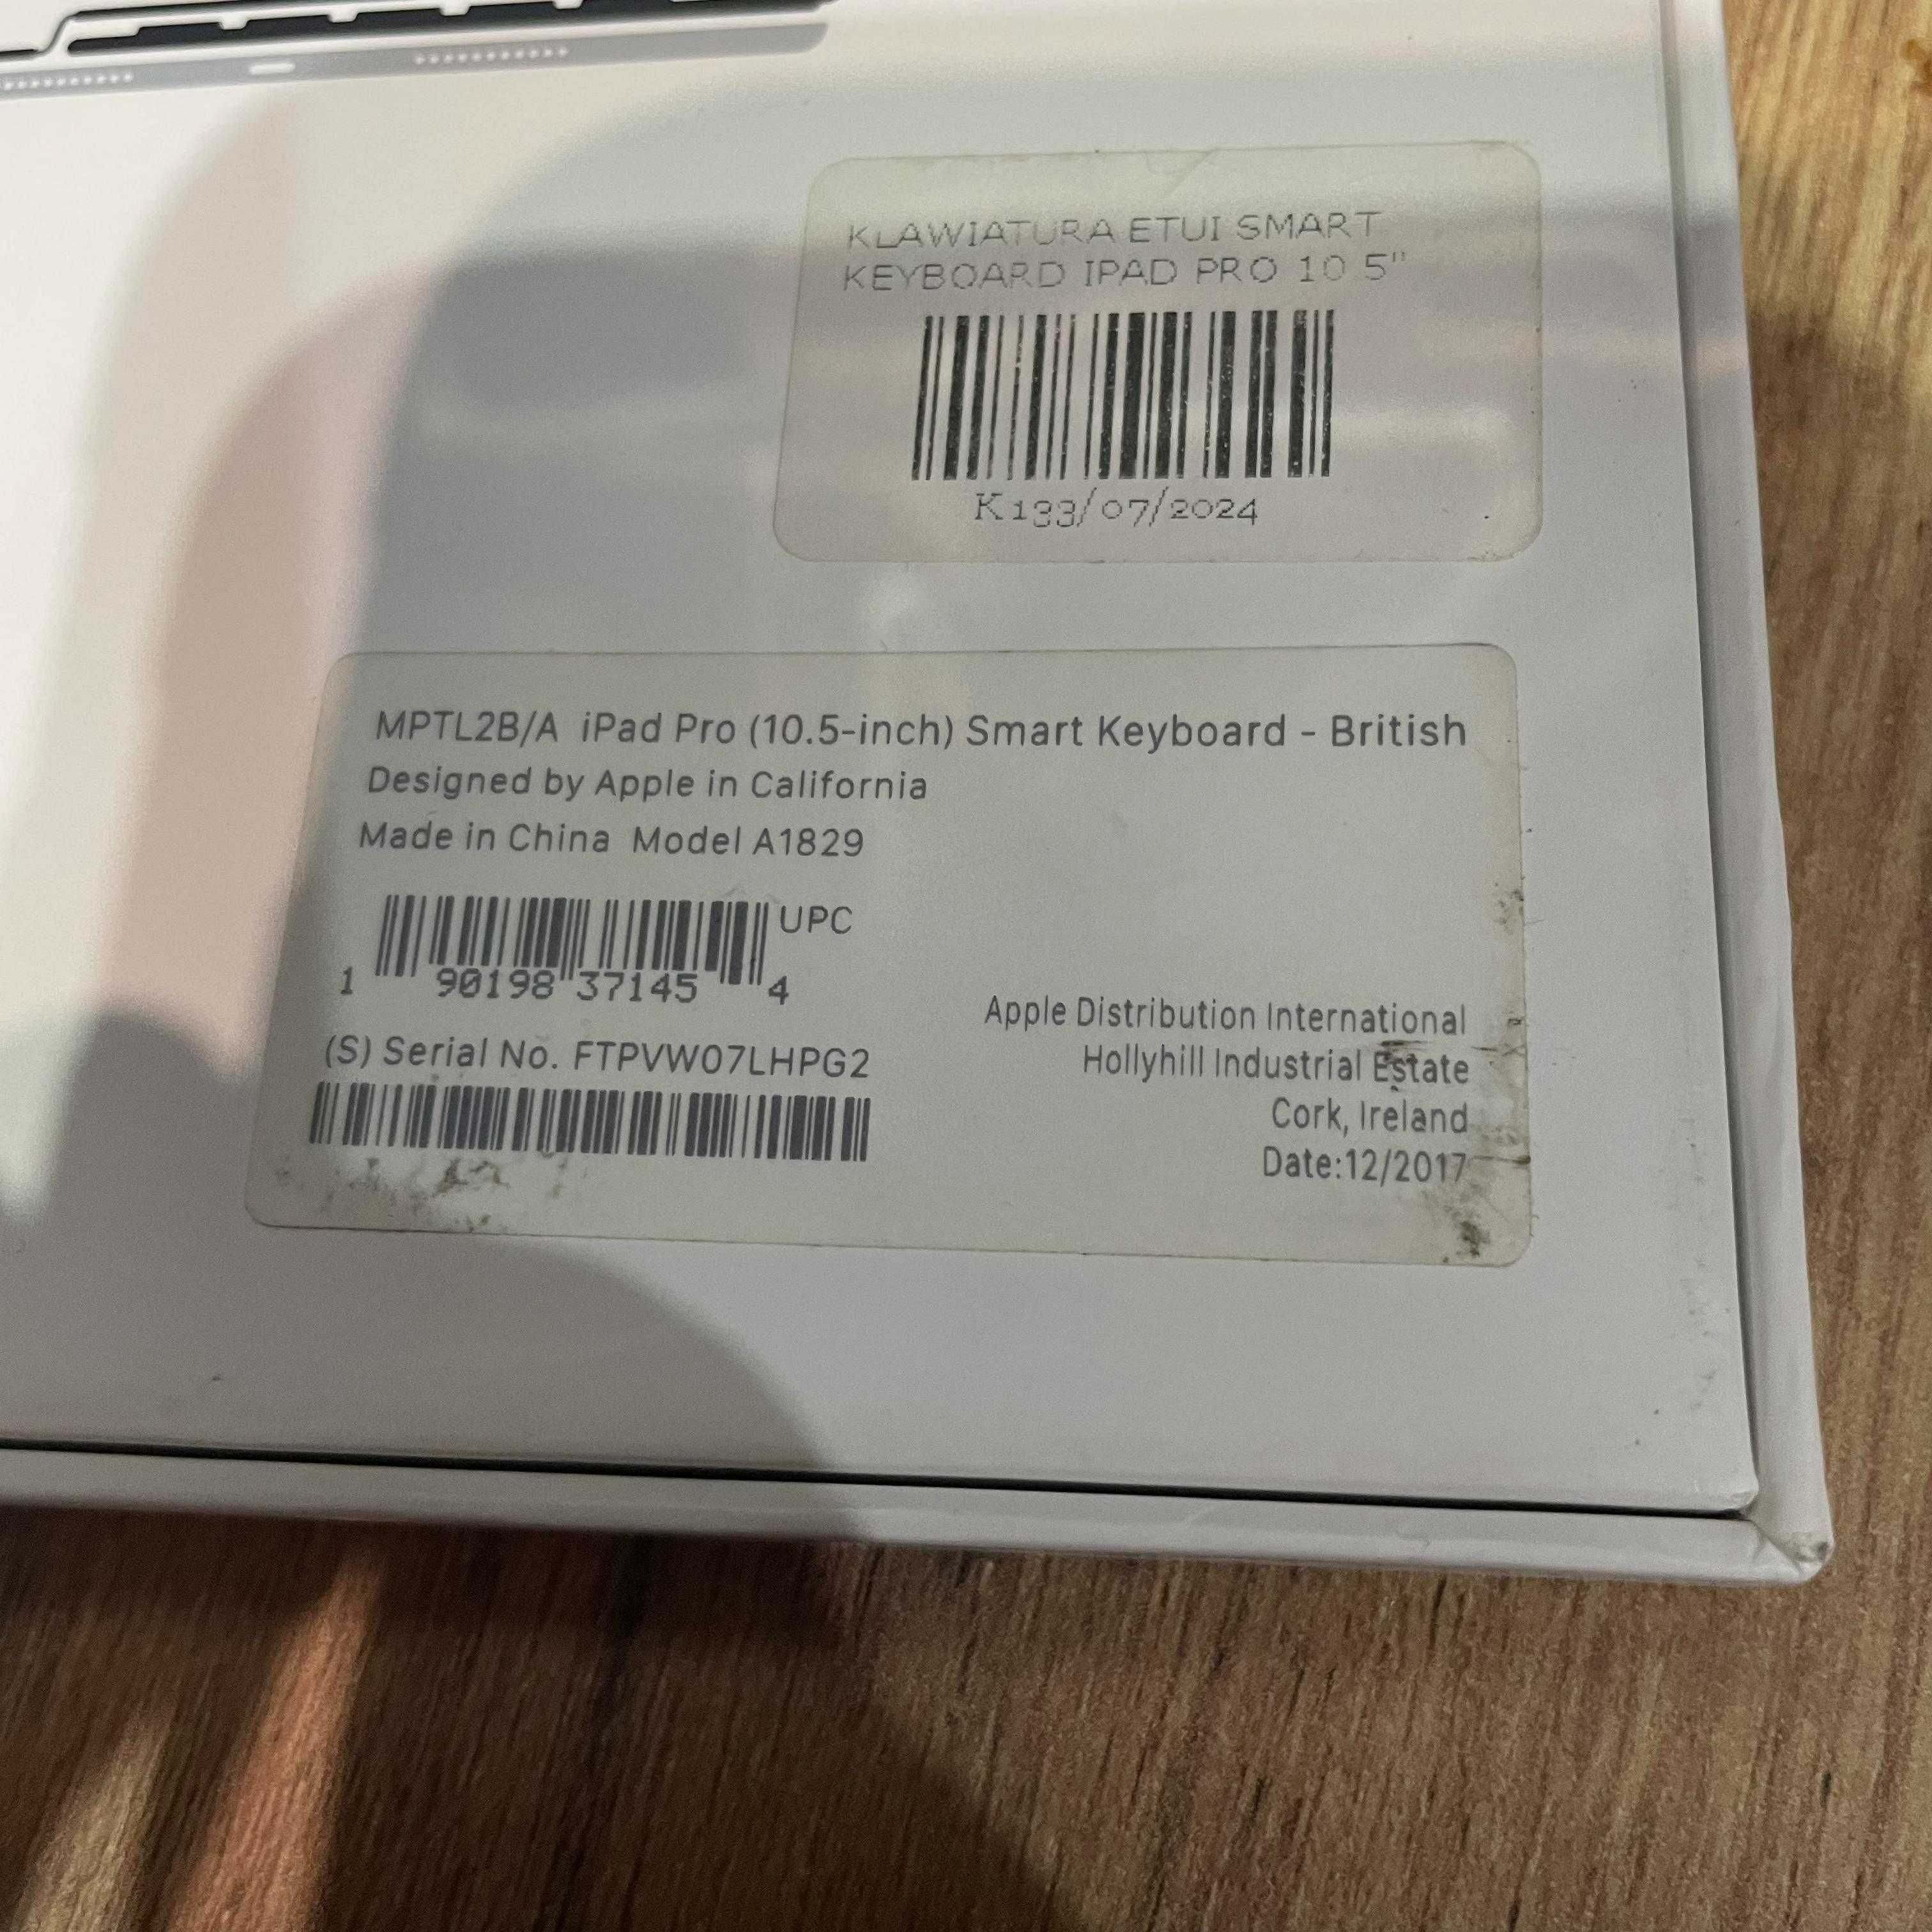 KLAWIATURA ETUI SMART
KEYBOARD IPAD PRO 10 5"
K133/07/2024
MPTL2B/A iPad Pro (10.5-inch) Smart Keyboard - British
Designed by Apple in California
Made in China Model A1829
UPC
1 90198 37145 4
(S) Serial No. FTPVW07LHPG2
Apple Distribution International
Hollyhill Industrial Estate
Cork, Ireland
Date:12/2017